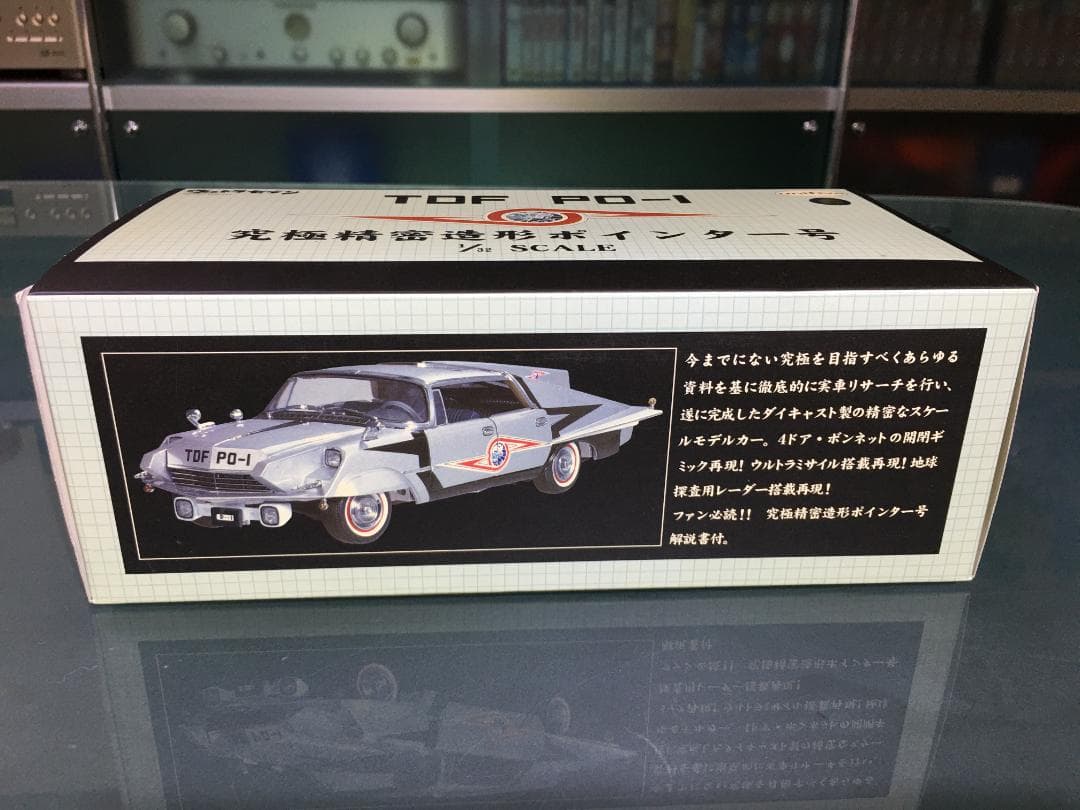 ウルトラセブン
TDF PO-1
究極精密造形ポインター号
1/32 SCALE
TDF PO-1
今までにない究極を目指すべくあらゆる
資料を基に徹底的に実車リサーチを行い、
遂に完成したダイキャスト製の精密なスケー
ルモデルカー。4ドア・ボンネットの開閉ギ
ミック再現!ウルトラミサイル搭載再現!地球
探査用レーダー搭載再現!
ファン必読!! 究極精密造形ポインター号
解説書付。